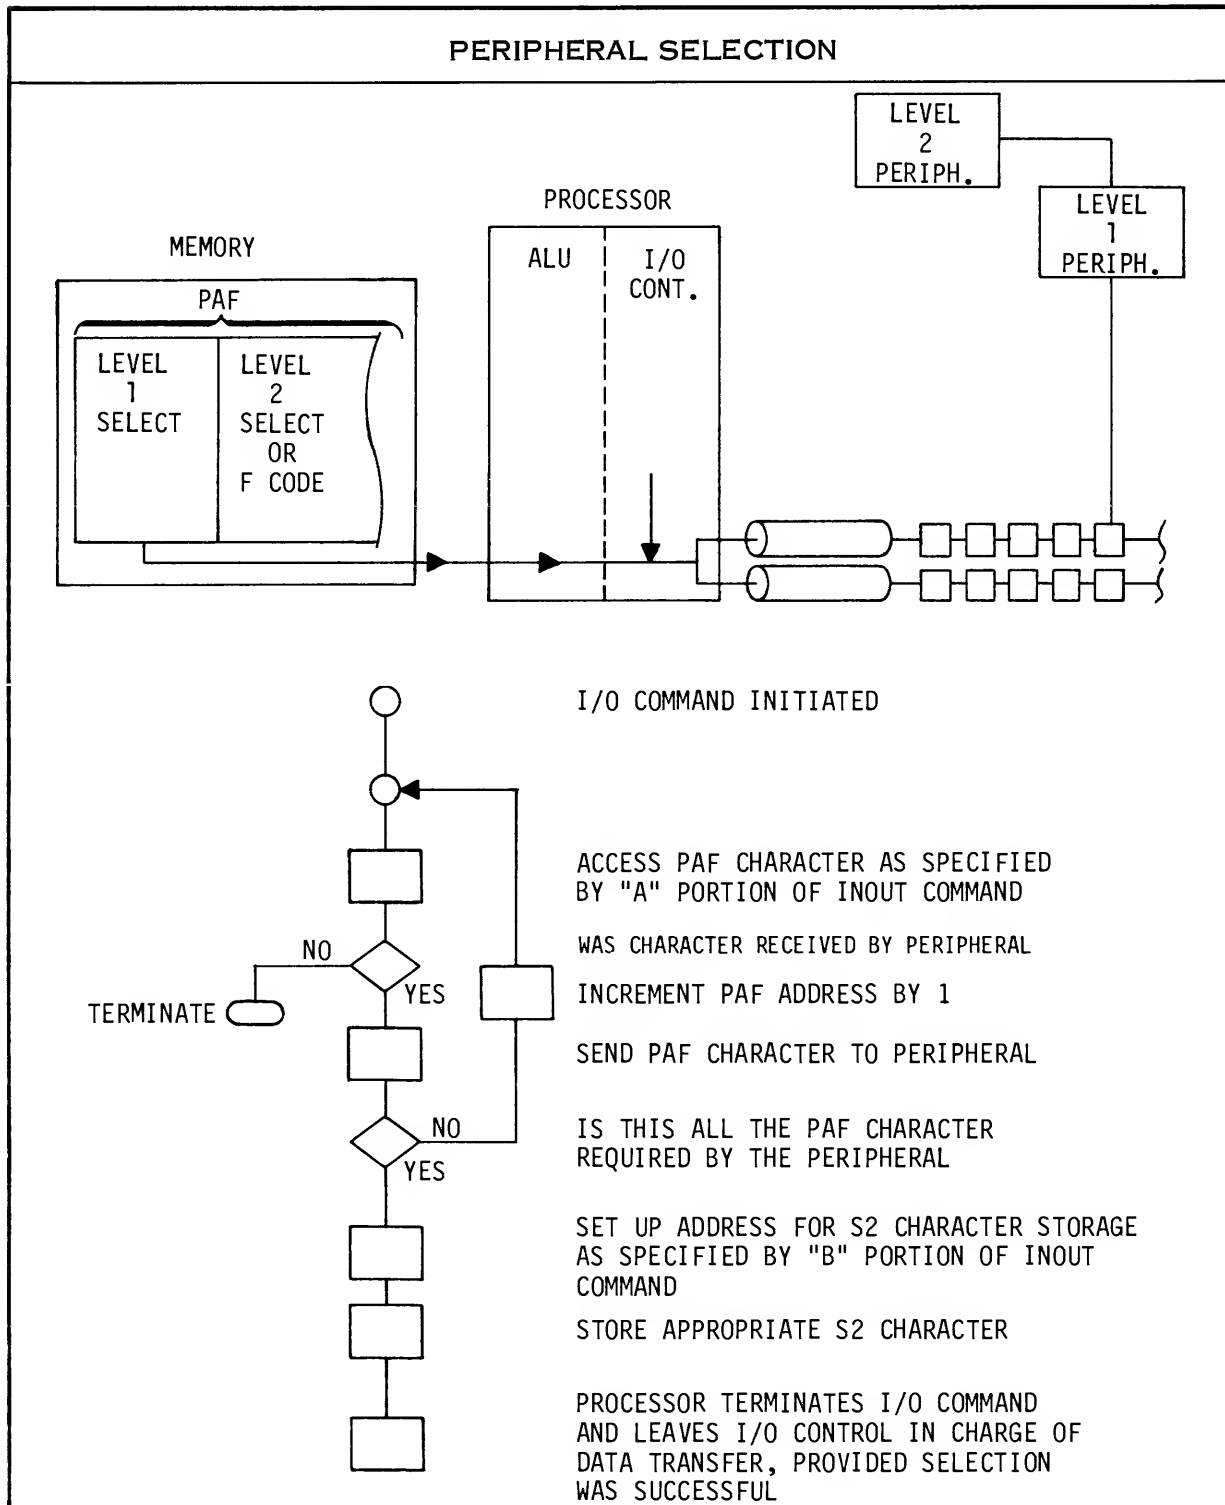 PERIPHERAL SELECTION
LEVEL
2
PERIPH.
LEVEL
1
PERIPH.
PROCESSOR
ALU
I/O
CONT.
MEMORY
PAF
LEVEL
1
SELECT
LEVEL
2
SELECT
OR
F CODE
I/O COMMAND INITIATED
ACCESS PAF CHARACTER AS SPECIFIED
BY "A" PORTION OF INOUT COMMAND
NO
WAS CHARACTER RECEIVED BY PERIPHERAL
YES
INCREMENT PAF ADDRESS BY 1
TERMINATE
SEND PAF CHARACTER TO PERIPHERAL
NO
IS THIS ALL THE PAF CHARACTER
REQUIRED BY THE PERIPHERAL
YES
SET UP ADDRESS FOR S2 CHARACTER STORAGE
AS SPECIFIED BY "B" PORTION OF INOUT
COMMAND
STORE APPROPRIATE S2 CHARACTER
PROCESSOR TERMINATES I/O COMMAND
AND LEAVES I/O CONTROL IN CHARGE OF
DATA TRANSFER, PROVIDED SELECTION
WAS SUCCESSFUL